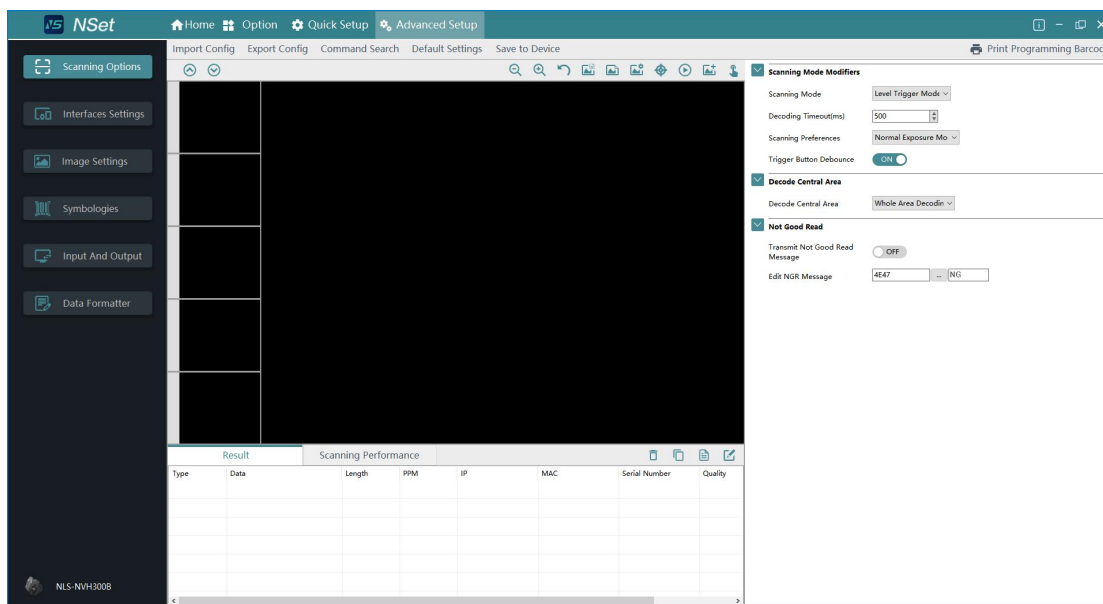 NS NSet Home Option Quick Setup Advanced Setup
Import Config Export Config Command Search Default Settings Save to Device Print Programming Barcod
Scanning Options
Interfaces Settings
Image Settings
Symbologies
Input And Output
Data Formatter
NLS-NVH300B
Scanning Mode Modifiers
Scanning Mode Level Trigger Mode
Decoding Timeout(ms) 500
Scanning Preferences Normal Exposure Mo
Trigger Button Debounce ON
Decode Central Area
Decode Central Area Whole Area Decodin
Not Good Read
Transmit Not Good Read
Message OFF
Edit NGR Message 4E47 ... NG
Result Scanning Performance
Type Data Length PPM IP MAC Serial Number Quality